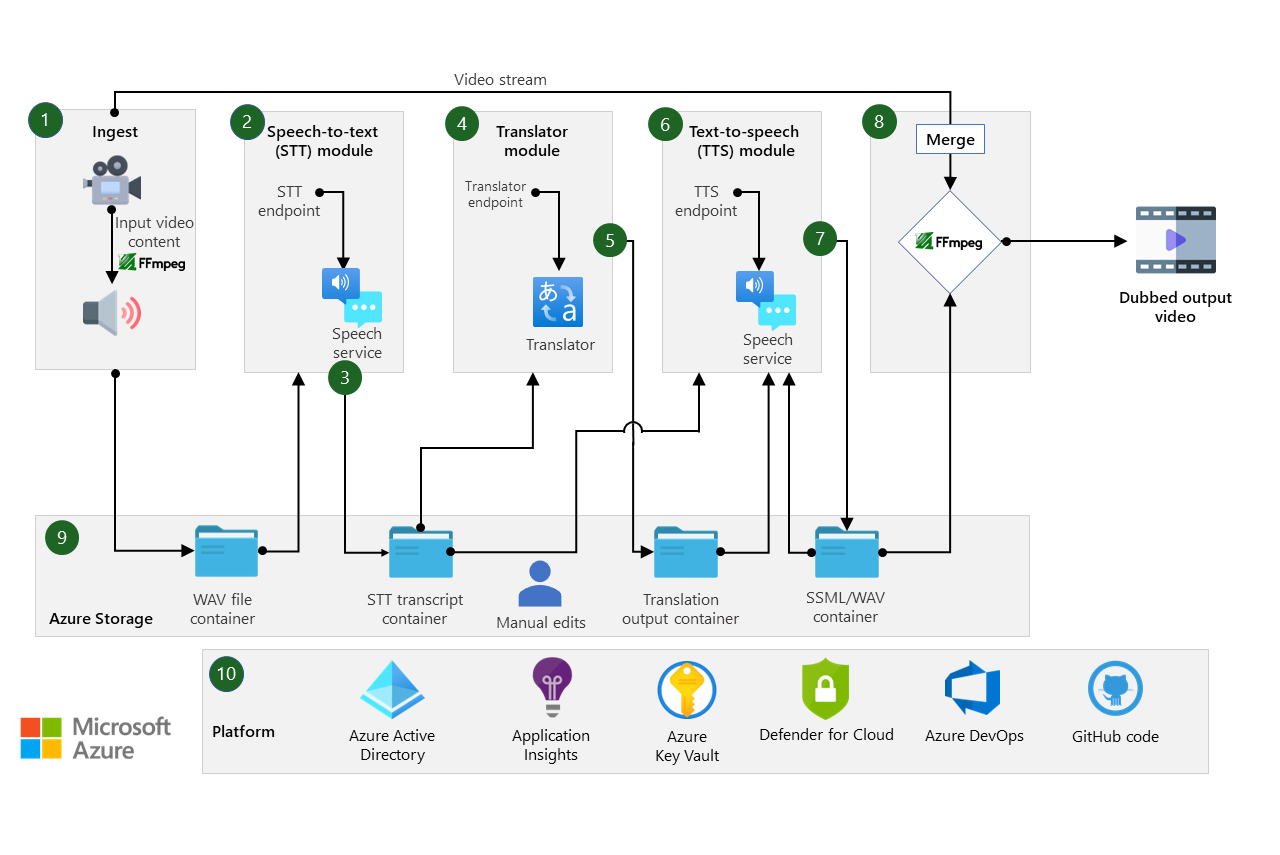 Video stream
1
Ingest
Input video
content
FFmpeg
2
Speech-to-text
(STT) module
STT
endpoint
Speech
service
3
4
Translator
module
Translator
endpoint
あ
a
Translator
5
6
Text-to-speech
(TTS) module
TTS
endpoint
Speech
service
7
8
Merge
FFmpeg
Dubbed output
video
9
Azure Storage
WAV file
container
STT transcript
container
Manual edits
Translation
output container
SSML/WAV
container
10
Platform
Azure Active
Directory
Application
Insights
Azure
Key Vault
Defender for Cloud
Azure DevOps
GitHub code
Microsoft
Azure